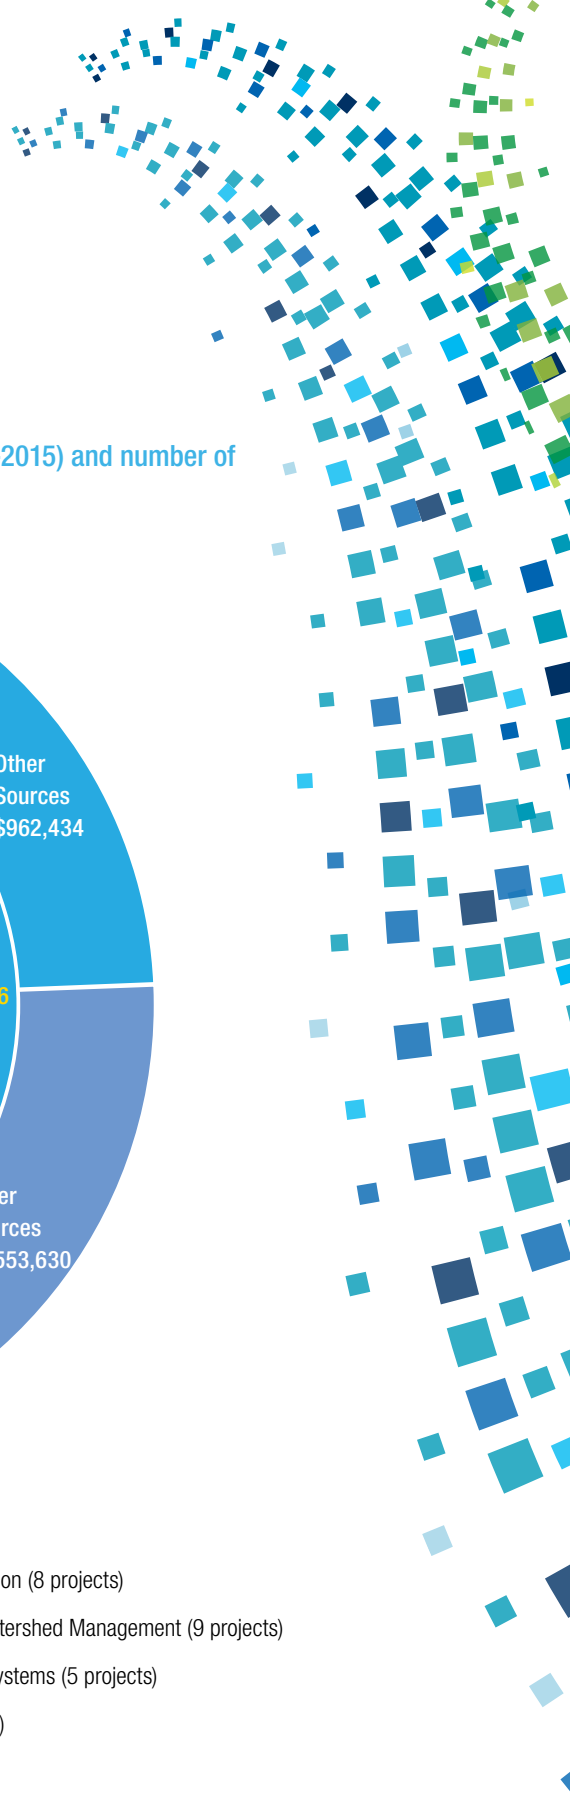 2015) and number of
Other
Sources
$962,434
6
er
rces
553,630
on (8 projects)
tershed Management (9 projects)
ystems (5 projects)
)